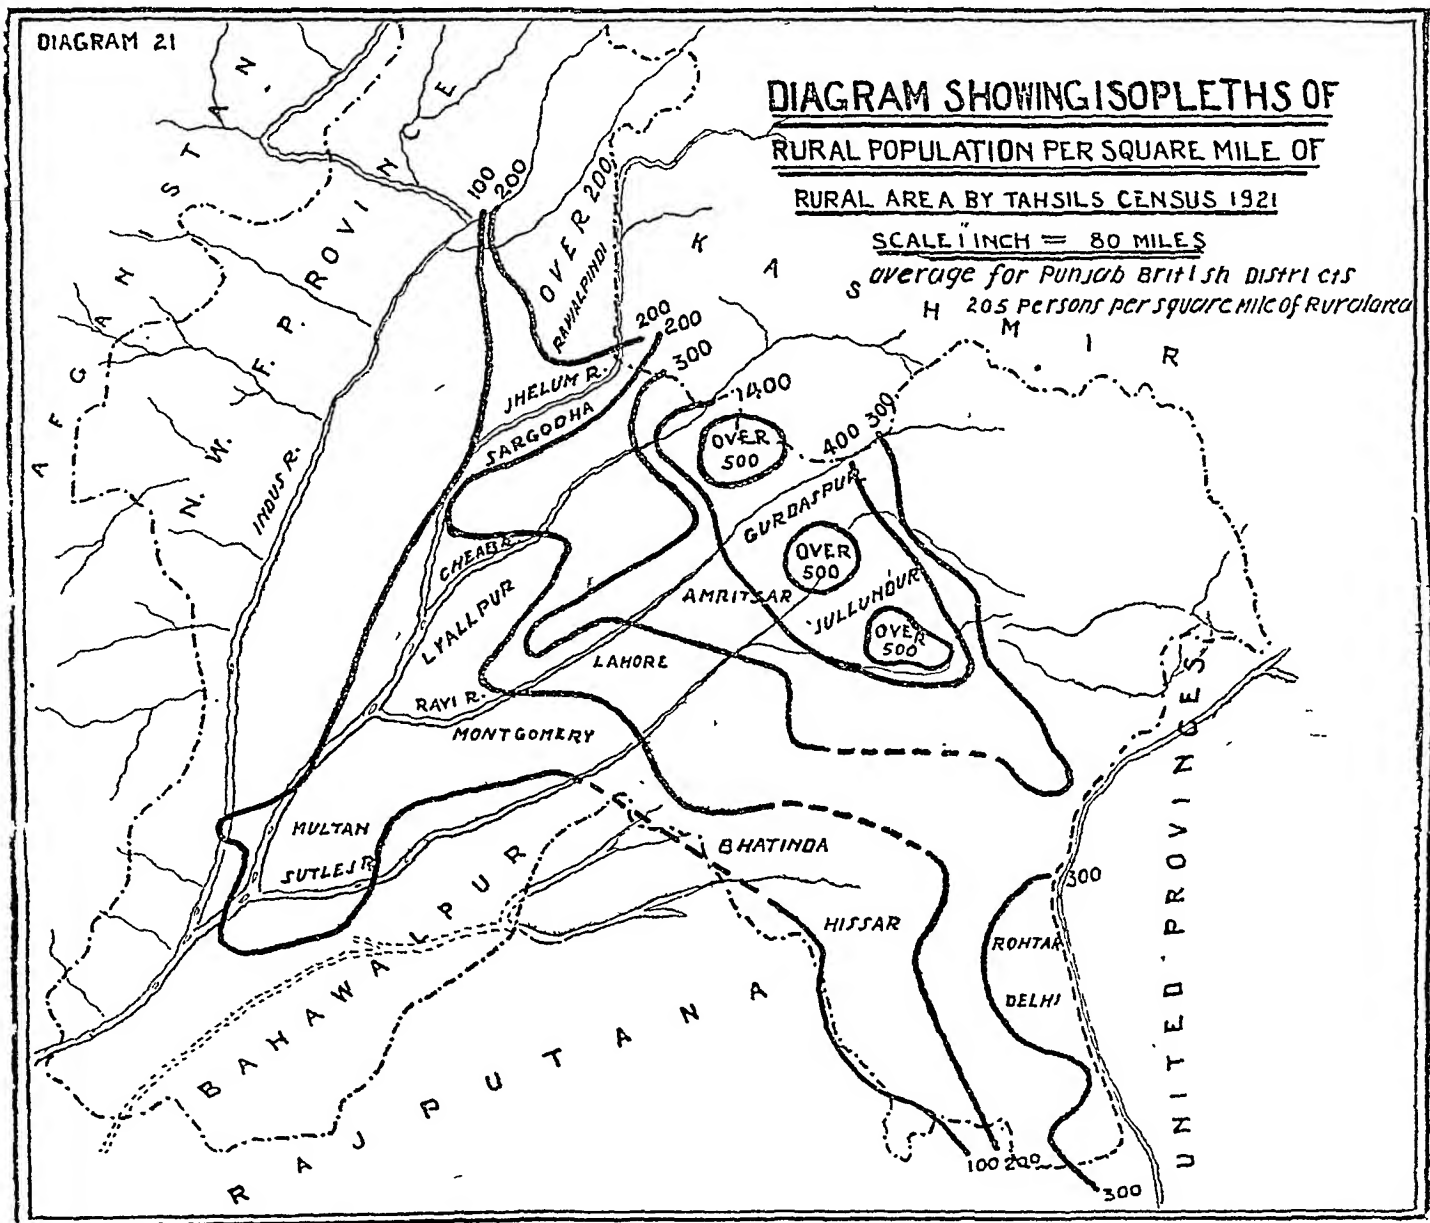 DIAGRAM 21
DIAGRAM SHOWING ISOPLETHS OF
RURAL POPULATION PER SQUARE MILE OF
RURAL AREA BY TAHSILS CENSUS 1921
SCALE 1" INCH = 80 MILES
average for Punjab British Districts
205 Persons per square Mile of Rural area
AFGANISTAN
N. W. F. P. ROVINCE
KASHMIR
100
200
OVER 200
RAWALPINDI
200
200
300
1400
JHELUM R.
SARGODHA
OVER
500
400
300
INDUS R.
GURDASPUR
CHEAB R.
OVER
500
LYALLPUR
AMRITSAR
JULLUNDUR
OVER
500
LAHORE
RAVI R.
MONTGOMERY
MULTAN
SUTLEJ R.
BHATINDA
HISSAR
300
ROHTAK
DELHI
BAHAWALPUR
RAJPUTANA
UNITED PROVINCES
100 200
300